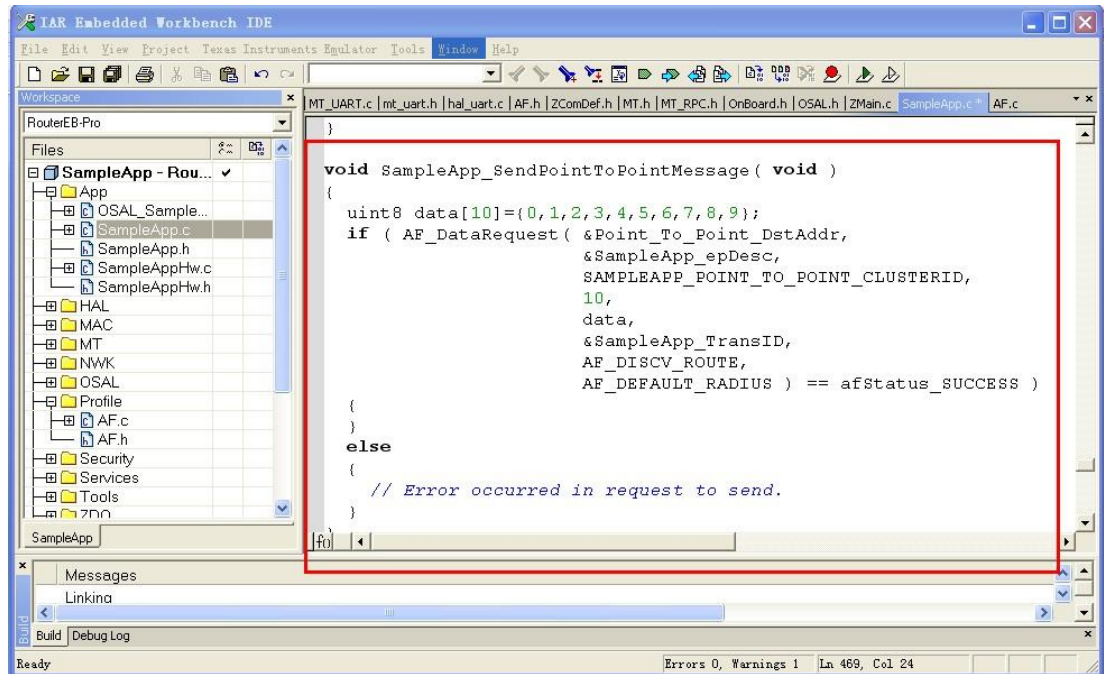 IAR Embedded Workbench IDE
File Edit View Project Texas Instruments Emulator Tools Window Help
Workspace
MT_UART.c | mt_uart.h | hal_uart.c | AF.h | ZComDef.h | MT.h | MT_RPC.h | OnBoard.h | OSAL.h | ZMain.c SampleApp.c * AF.c
RouterEB-Pro
Files
SampleApp - Rou...
App
OSAL_Sample...
SampleApp.c
SampleApp.h
SampleAppHw.c
SampleAppHw.h
HAL
MAC
MT
NWK
OSAL
Profile
AF.c
AF.h
Security
Services
Tools
ZDO
SampleApp
}
void SampleApp_SendPointToPointMessage( void )
{
uint8 data[10]={0,1,2,3,4,5,6,7,8,9};
if ( AF_DataRequest( &Point_To_Point_DstAddr,
&SampleApp_epDesc,
SAMPLEAPP_POINT_TO_POINT_CLUSTERID,
10,
data,
&SampleApp_TransID,
AF_DISCV_ROUTE,
AF_DEFAULT_RADIUS ) == afStatus_SUCCESS )
{
}
else
{
// Error occurred in request to send.
}
f()
Messages
Linking
Build
Build Debug Log
Ready
Errors 0, Warnings 1 Ln 469, Col 24